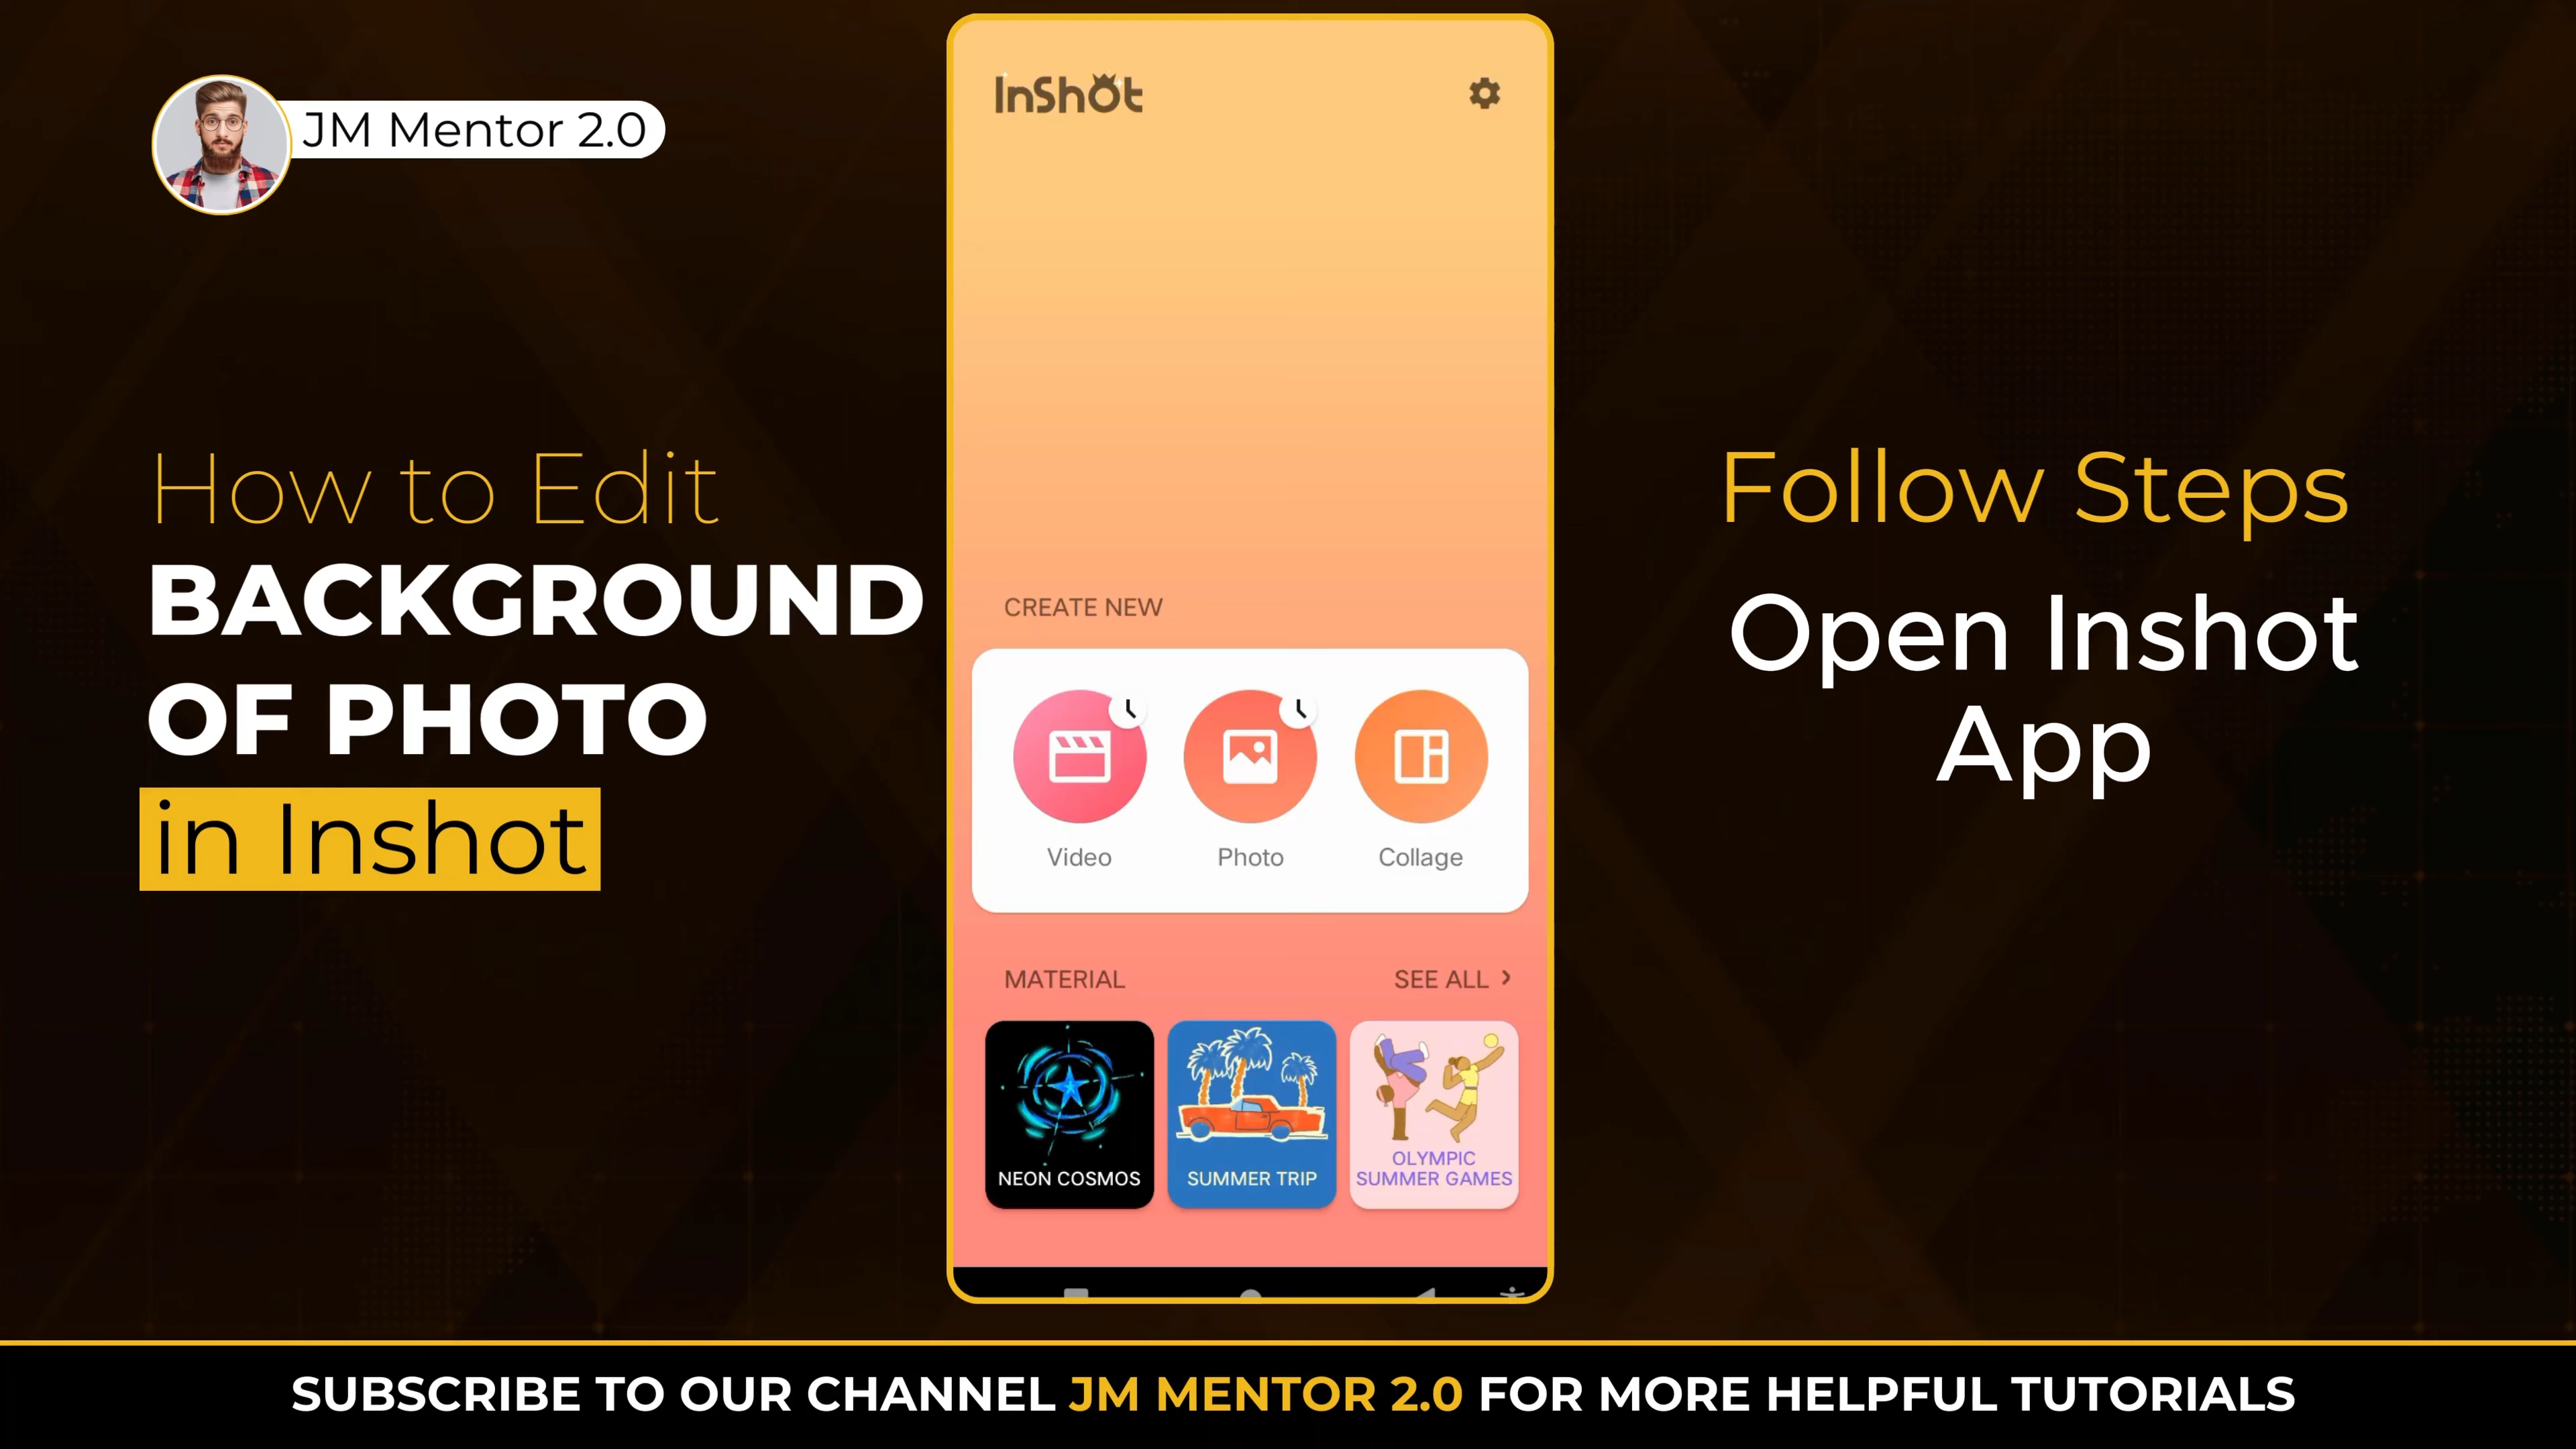 JM Mentor 2.0
How to Edit
BACKGROUND
OF PHOTO
in Inshot
InShot
CREATE NEW
Video
Photo
Collage
MATERIAL
SEE ALL >
NEON COSMOS
SUMMER TRIP
OLYMPIC
SUMMER GAMES
Follow Steps
Open Inshot
App
SUBSCRIBE TO OUR CHANNEL JM MENTOR 2.0 FOR MORE HELPFUL TUTORIALS